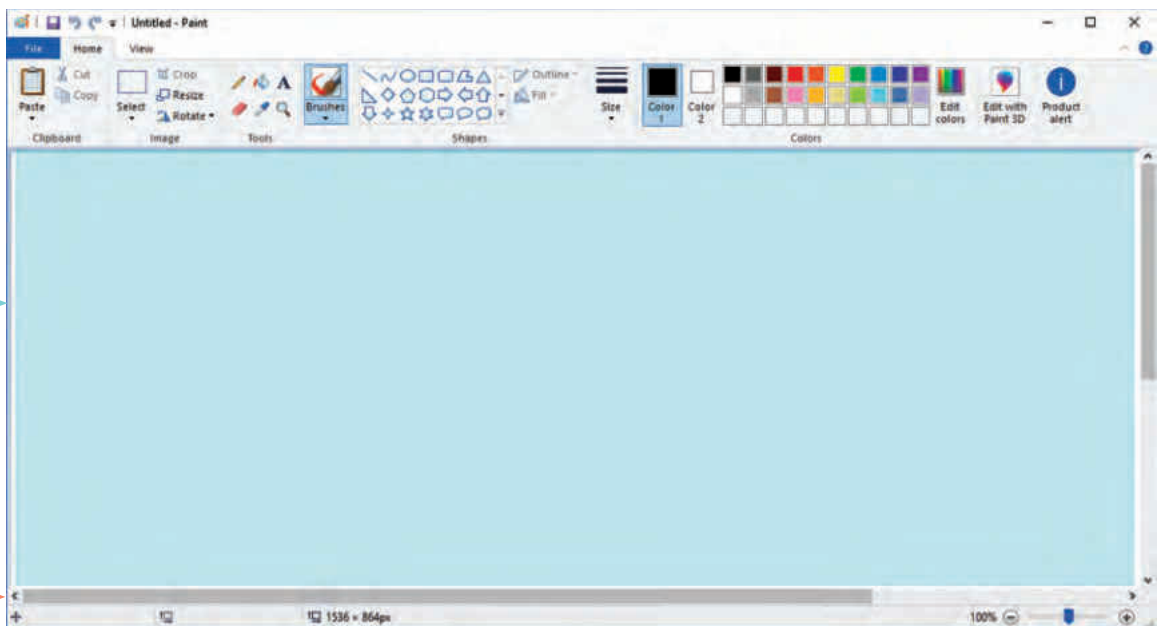 Untitled - Paint
File Home View
Paste
Cut
Copy
Clipboard
Select
Crop
Resize
Rotate
Image
A
Tools
Brushes
Outline
Fill
Shapes
Size
Color 1
Color 2
Colors
Edit colors
Edit with Paint 3D
Product alert
1536 × 864px
100%